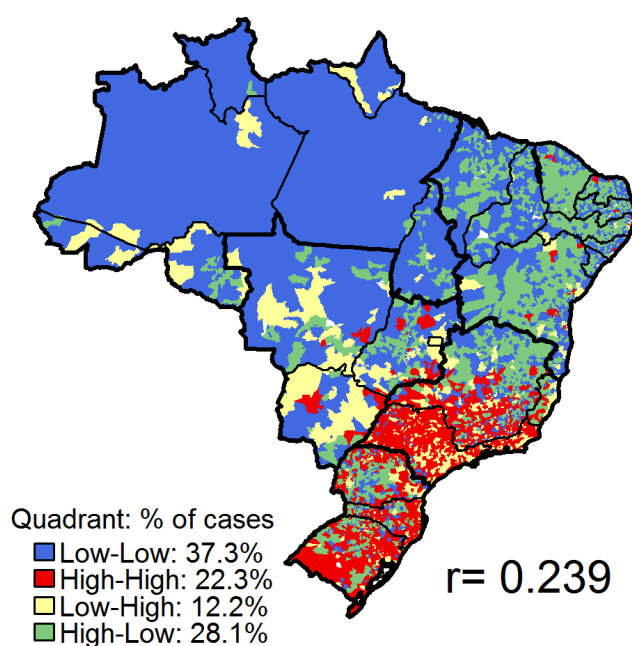 Quadrant: % of cases
Low-Low: 37.3%
High-High: 22.3%
Low-High: 12.2%
High-Low: 28.1%
r= 0.239